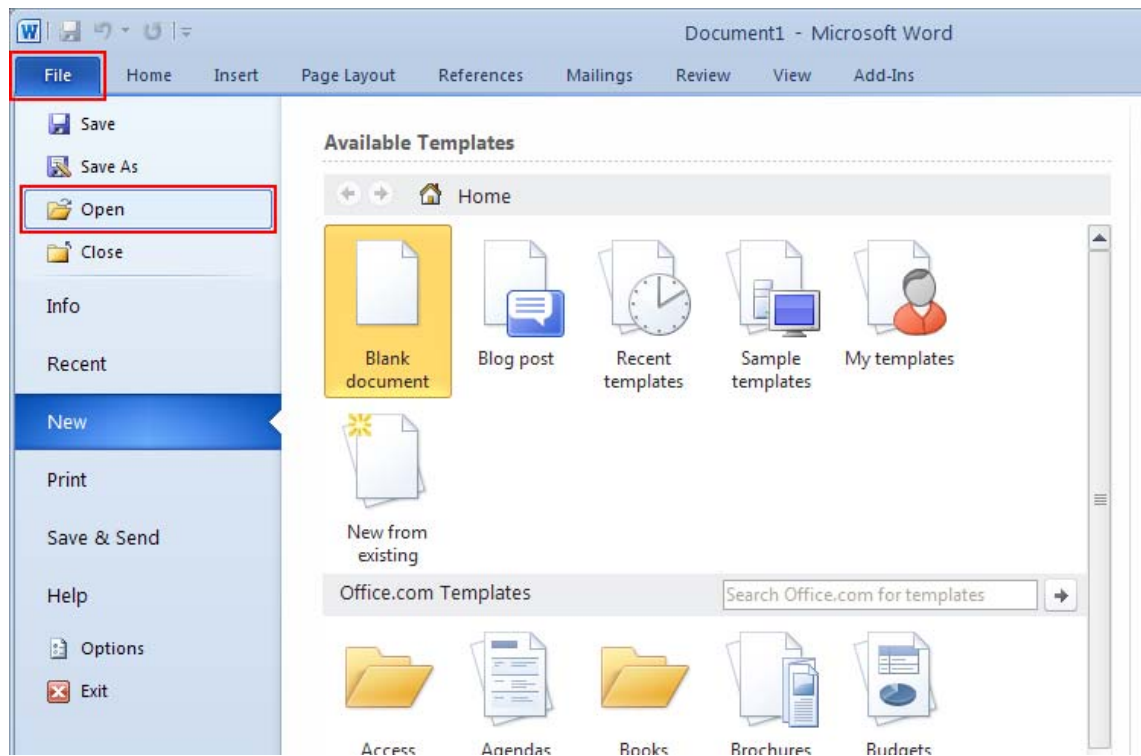 W
Document1 - Microsoft Word
File Home Insert Page Layout References Mailings Review View Add-Ins
Save
Save As
Open
Close
Info
Recent
New
Print
Save & Send
Help
Options
Exit
Available Templates
Home
Blank
document
Blog post
Recent
templates
Sample
templates
My templates
New from
existing
Office.com Templates
Search Office.com for templates
Access
Agendas
Books
Brochures
Budgets